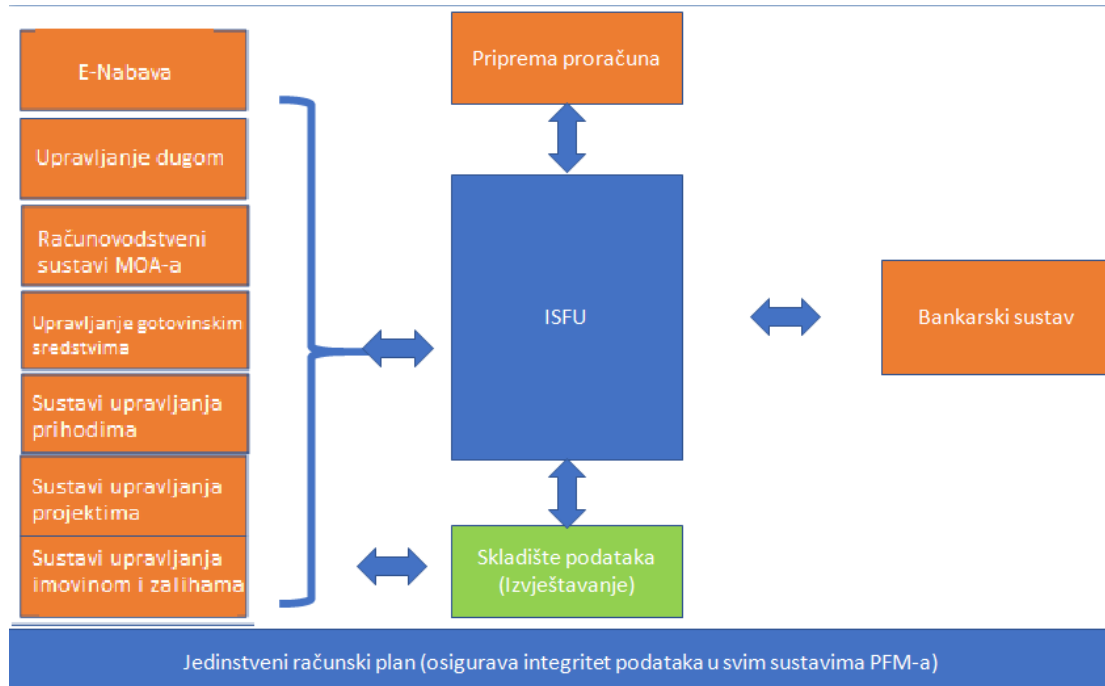 E-Nabava
Upravljanje dugom
Računovodstveni
sustavi MOA-a
Upravljanje gotovinskim
sredstvima
Sustavi upravljanja
prihodima
Sustavi upravljanja
projektima
Sustavi upravljanja
imovinom i zalihama
Priprema proračuna
ISFU
Skladište podataka
(Izvještavanje)
Bankarski sustav
Jedinstveni računski plan (osigurava integritet podataka u svim sustavima PFM-a)